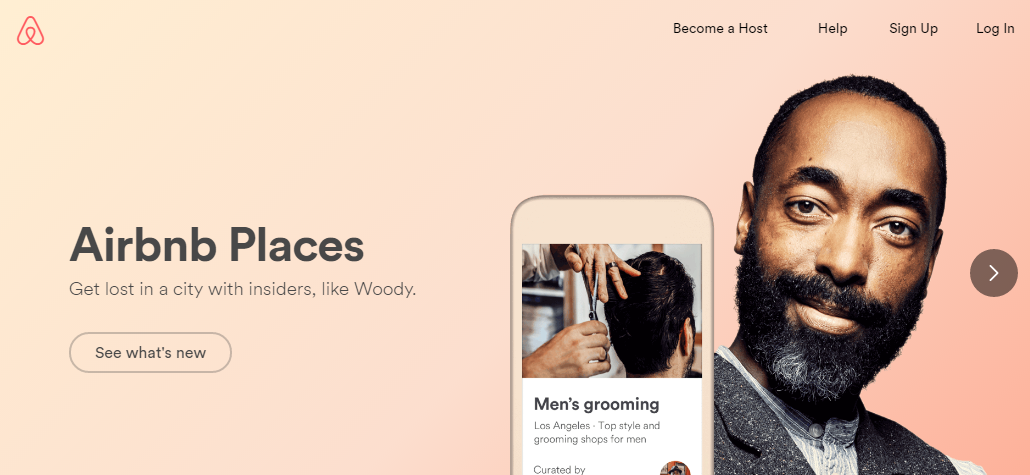 Become a Host
Help
Sign Up
Log In
Airbnb Places
Get lost in a city with insiders, like Woody.
See what's new
Men’s grooming
Los Angeles · Top style and
grooming shops for men
Curated by